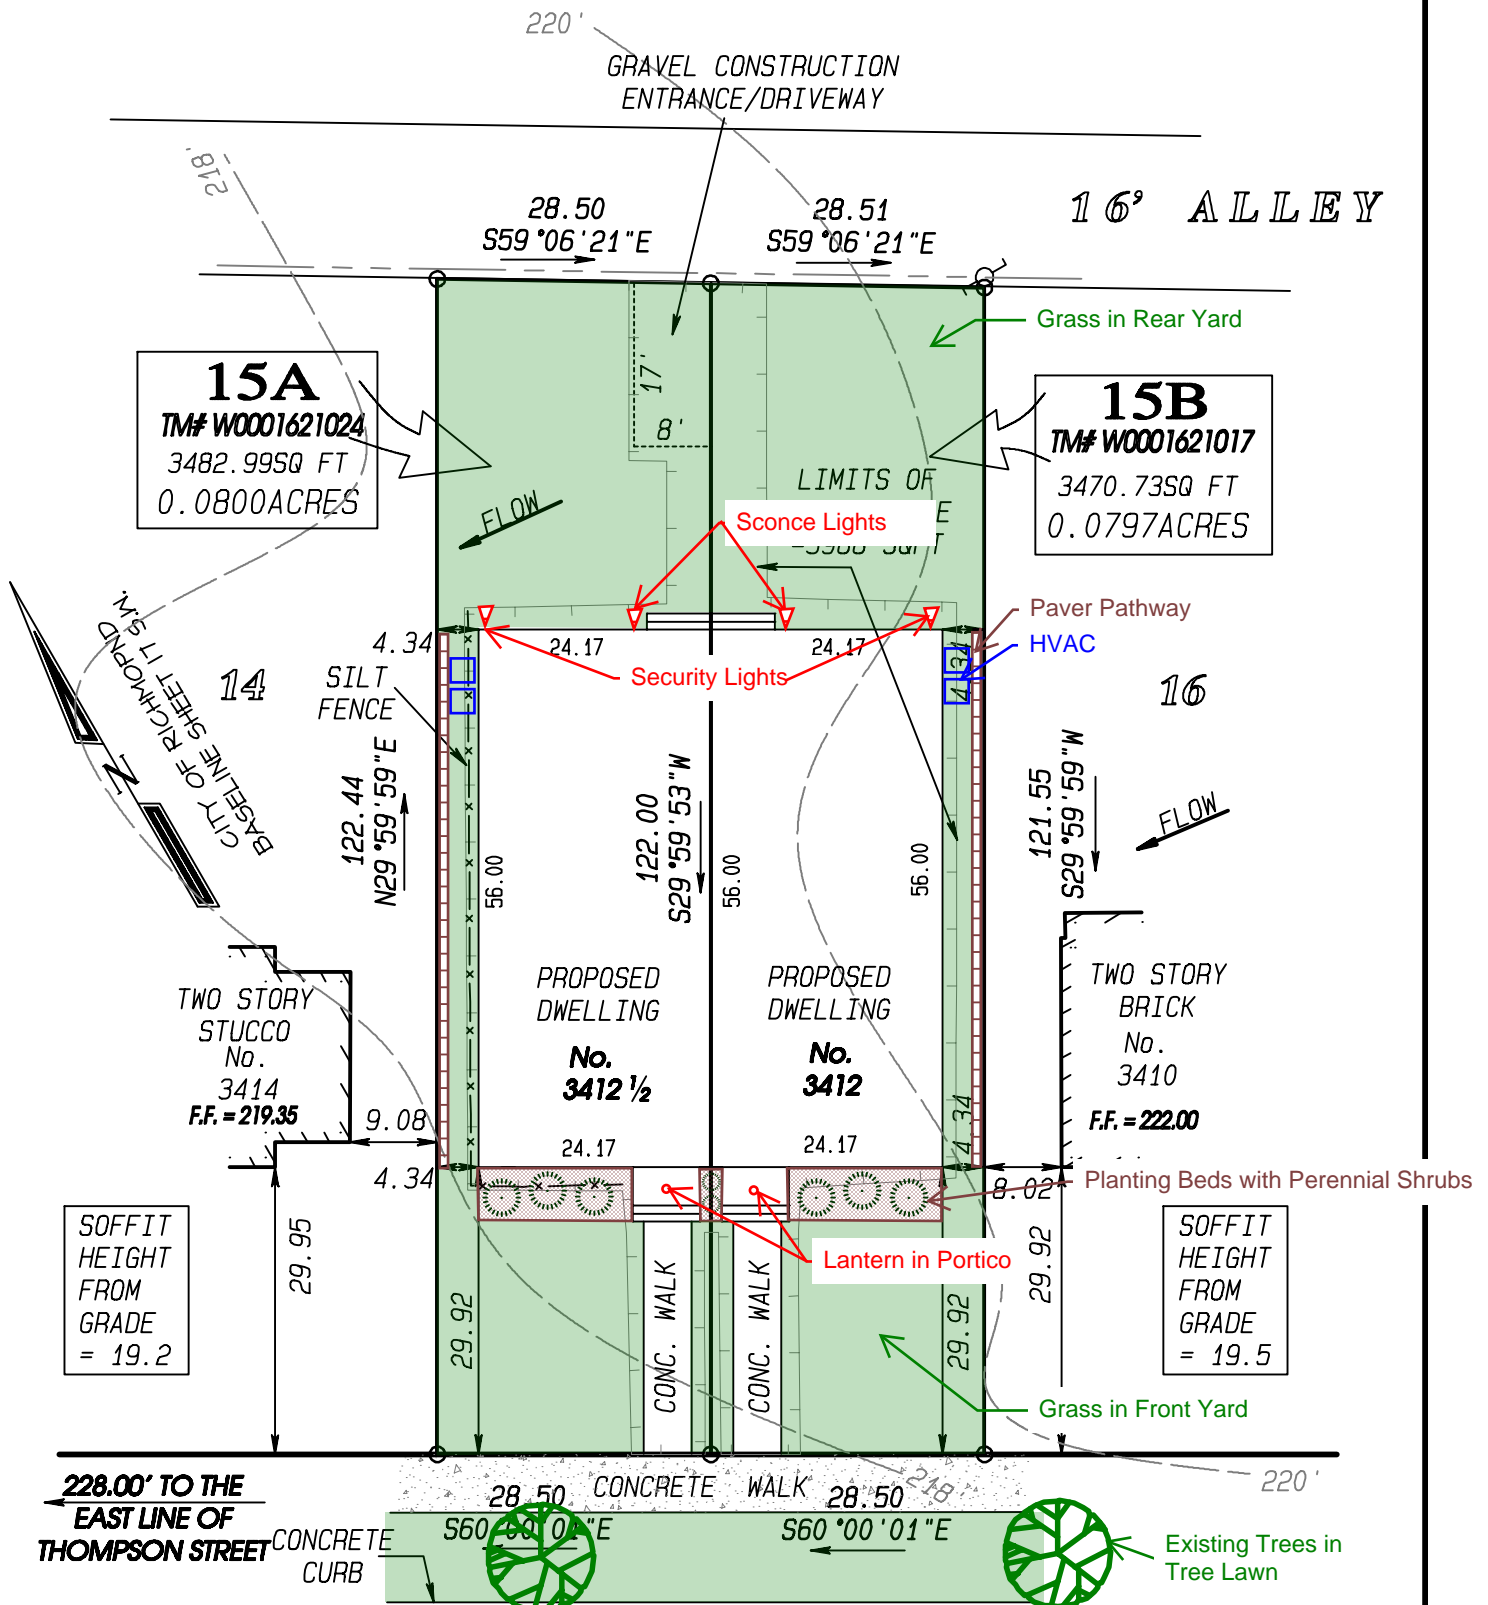 220'
GRAVEL CONSTRUCTION
ENTRANCE/DRIVEWAY
218'
16' ALLEY
28.50
S59°06'21"E
28.51
S59°06'21"E
Grass in Rear Yard
15A
TM# W0001621024
3482.99SQ FT
0.0800ACRES
17'
8'
15B
TM# W0001621017
3470.73SQ FT
0.0797ACRES
LIMITS OF
FLOW
Sconce Lights
Paver Pathway
HVAC
4.34
24.17
24.17
4.34
Security Lights
SILT
FENCE
14
16
CITY OF RICHMOPND
BASELINE SHEET 11 S.W.
N
122.44
N29°59'59"E
56.00
122.00
S29°59'53"W
56.00
56.00
121.55
S29°59'59"W
FLOW
TWO STORY
STUCCO
No.
3414
F.F. = 219.35
PROPOSED
DWELLING
No.
3412 ½
PROPOSED
DWELLING
No.
3412
TWO STORY
BRICK
No.
3410
F.F. = 222.00
9.08
4.34
24.17
24.17
4.34
8.02
Planting Beds with Perennial Shrubs
SOFFIT
HEIGHT
FROM
GRADE
= 19.2
29.95
29.92
CONC. WALK
CONC. WALK
Lantern in Portico
29.92
29.92
SOFFIT
HEIGHT
FROM
GRADE
= 19.5
Grass in Front Yard
228.00' TO THE
EAST LINE OF
THOMPSON STREET
CONCRETE WALK
28.50
S60°00'01"E
28.50
S60°00'01"E
218'
220'
CONCRETE
CURB
Existing Trees in
Tree Lawn